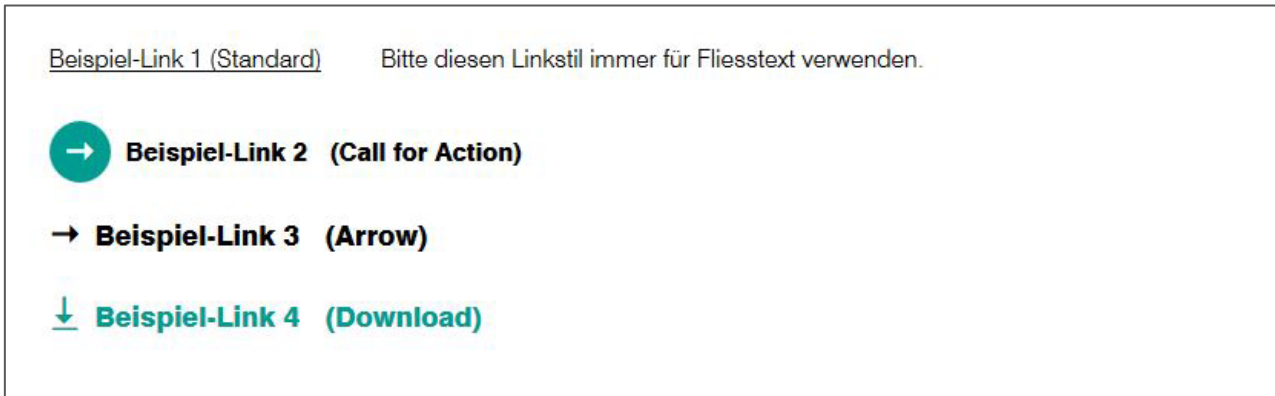 Beispiel-Link 1 (Standard) Bitte diesen Linkstil immer für Fliesstext verwenden.
Beispiel-Link 2 (Call for Action)
Beispiel-Link 3 (Arrow)
Beispiel-Link 4 (Download)